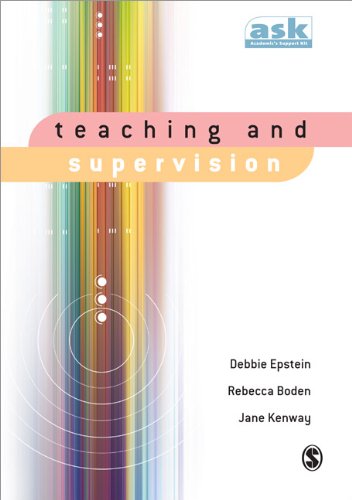 ask
Academic's Support Kit
teaching and
supervision
Debbie Epstein
Rebecca Boden
Jane Kenway
S